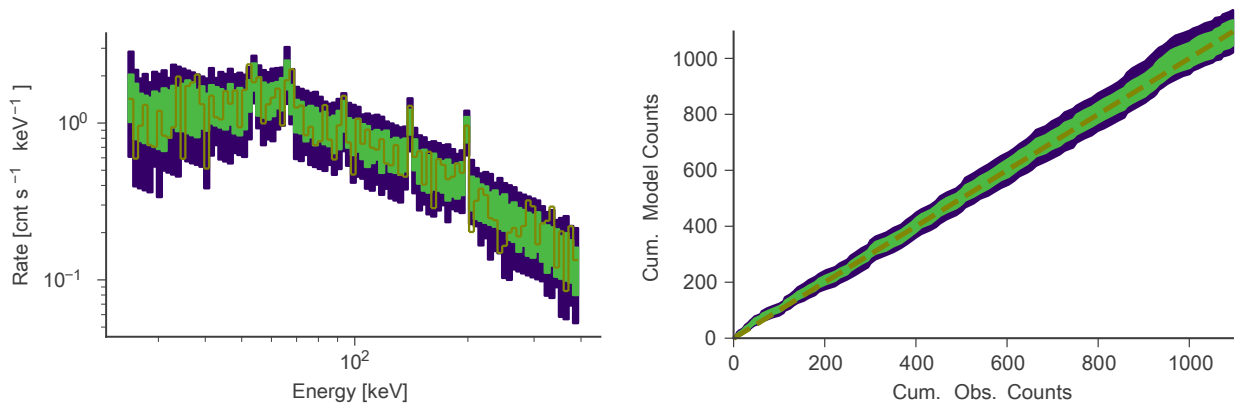 Rate [cnt s⁻¹ keV⁻¹ ]
10⁰
10⁻¹
10²
Energy [keV]
Cum. Model Counts
1000
800
600
400
200
0
0 200 400 600 800 1000
Cum. Obs. Counts